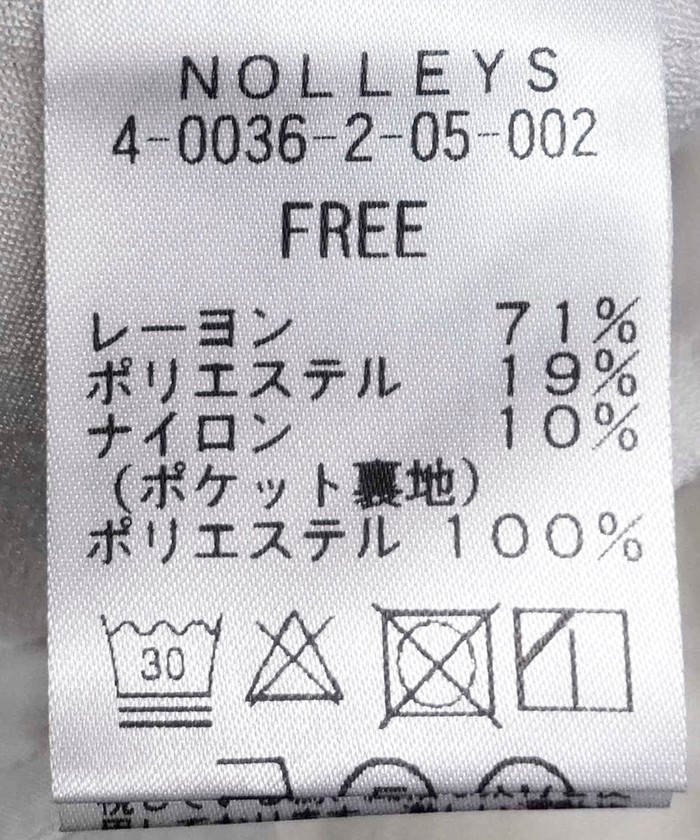 NOLLEYS
4-0036-2-05-002
FREE
レーヨン 71%
ポリエステル 19%
ナイロン 10%
(ポケット裏地)
ポリエステル 100%
30